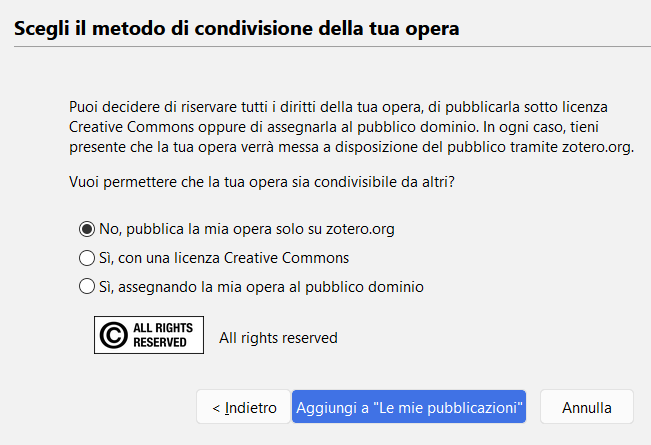 Scegli il metodo di condivisione della tua opera
Puoi decidere di riservare tutti i diritti della tua opera, di pubblicarla sotto licenza
Creative Commons oppure di assegnarla al pubblico dominio. In ogni caso, tieni
presente che la tua opera verrà messa a disposizione del pubblico tramite zotero.org.
Vuoi permettere che la tua opera sia condivisibile da altri?
No, pubblica la mia opera solo su zotero.org
Sì, con una licenza Creative Commons
Sì, assegnando la mia opera al pubblico dominio
© ALL RIGHTS
RESERVED
All rights reserved
< Indietro
Aggiungi a "Le mie pubblicazioni"
Annulla